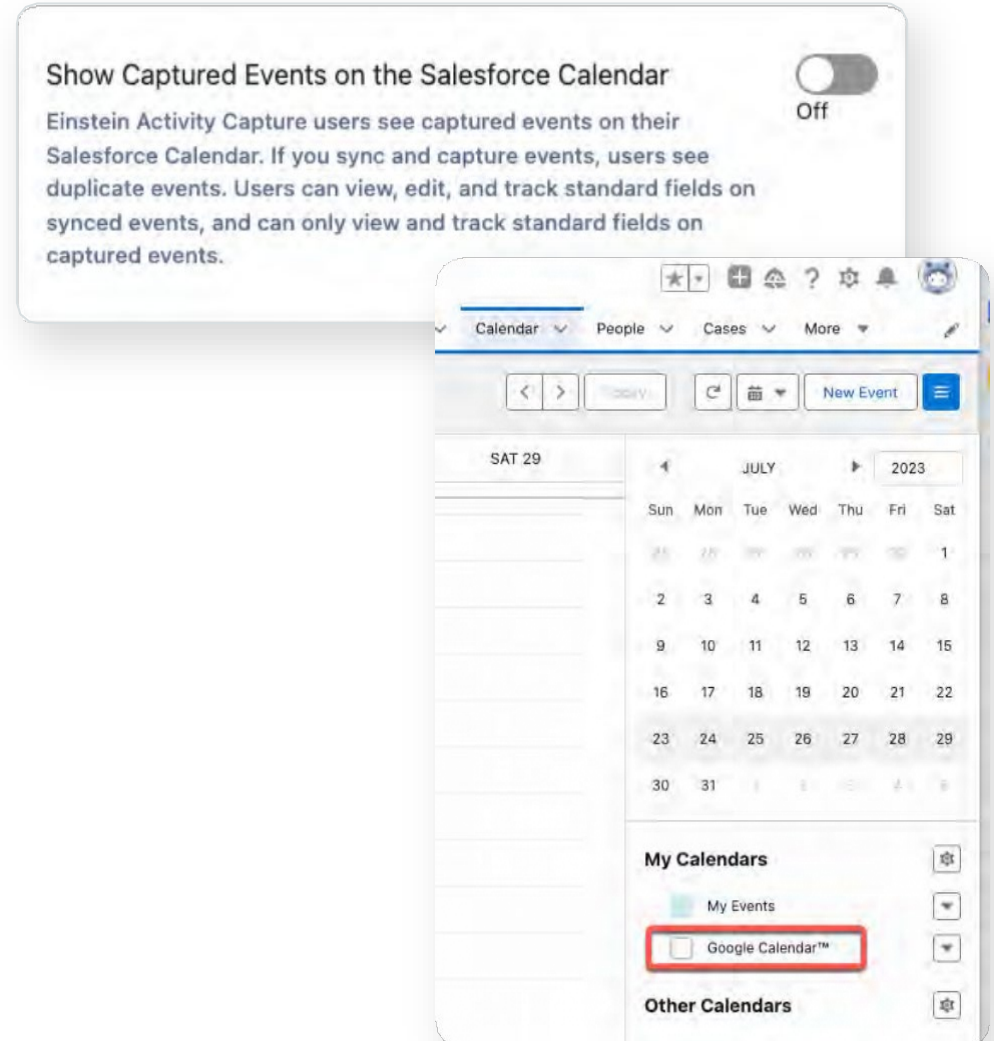 Show Captured Events on the Salesforce Calendar
Off
Einstein Activity Capture users see captured events on their
Salesforce Calendar. If you sync and capture events, users see
duplicate events. Users can view, edit, and track standard fields on
synced events, and can only view and track standard fields on
captured events.
Calendar People Cases More
Today New Event
SAT 29
JULY 2023
Sun Mon Tue Wed Thu Fri Sat
1
2 3 4 5 6 7 8
9 10 11 12 13 14 15
16 17 18 19 20 21 22
23 24 25 26 27 28 29
30 31
My Calendars
My Events
Google Calendar™
Other Calendars